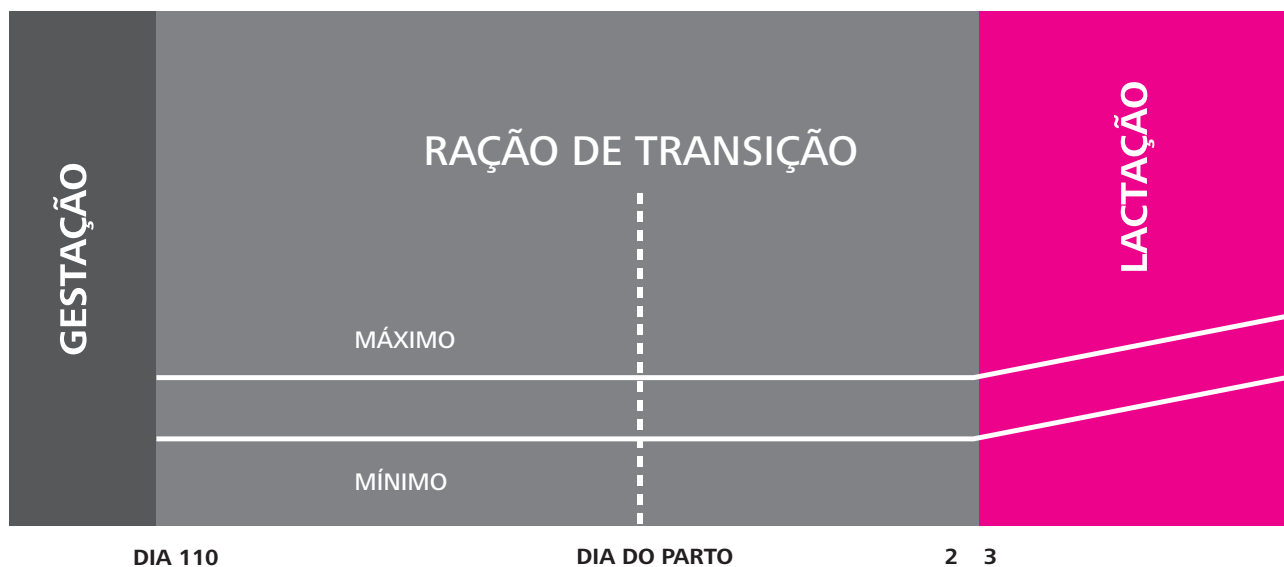 GESTAÇÃO
RAÇÃO DE TRANSIÇÃO
LACTAÇÃO
MÁXIMO
MÍNIMO
DIA 110
DIA DO PARTO
2 3